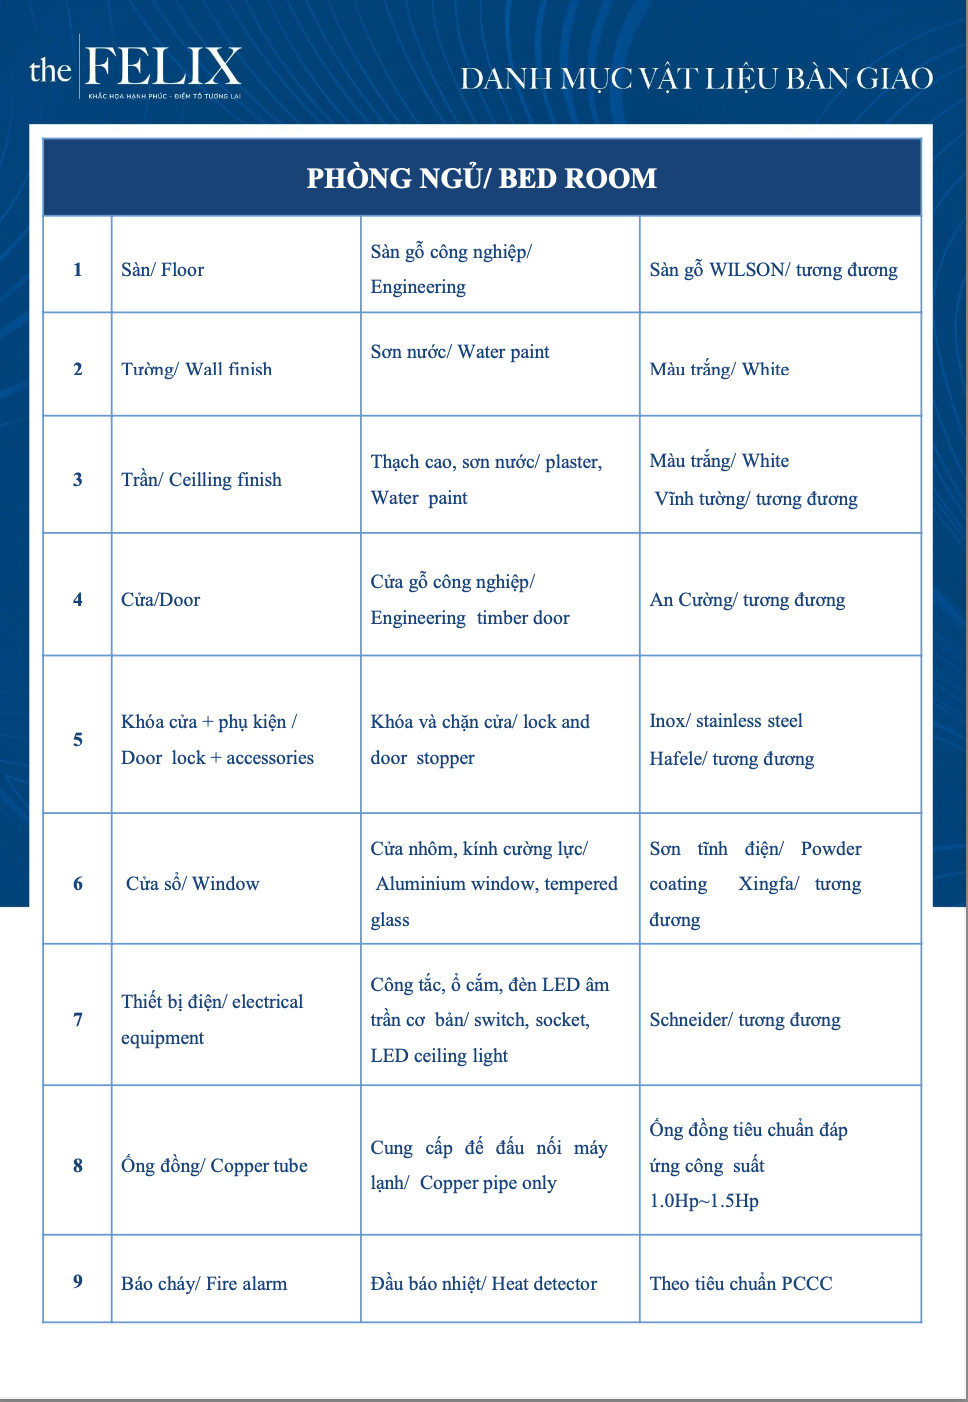 the FELIX
KHẮC HỌA HẠNH PHÚC - ĐIỂM TÔ TƯƠNG LAI
DANH MỤC VẬT LIỆU BÀN GIAO
PHÒNG NGỦ/ BED ROOM
1
Sàn/ Floor
Sàn gỗ công nghiệp/
Engineering
Sàn gỗ WILSON/ tương đương
2
Tường/ Wall finish
Sơn nước/ Water paint
Màu trắng/ White
3
Trần/ Ceilling finish
Thạch cao, sơn nước/ plaster,
Water paint
Màu trắng/ White
Vĩnh tường/ tương đương
4
Cửa/Door
Cửa gỗ công nghiệp/
Engineering timber door
An Cường/ tương đương
5
Khóa cửa + phụ kiện /
Door lock + accessories
Khóa và chặn cửa/ lock and
door stopper
Inox/ stainless steel
Hafele/ tương đương
6
Cửa sổ/ Window
Cửa nhôm, kính cường lực/
Aluminium window, tempered
glass
Sơn tĩnh điện/ Powder
coating Xingfa/ tương
đương
7
Thiết bị điện/ electrical
equipment
Công tắc, ổ cắm, đèn LED âm
trần cơ bản/ switch, socket,
LED ceiling light
Schneider/ tương đương
8
Ống đồng/ Copper tube
Cung cấp đế đấu nối máy
lạnh/ Copper pipe only
Ống đồng tiêu chuẩn đáp
ứng công suất
1.0Hp~1.5Hp
9
Báo cháy/ Fire alarm
Đầu báo nhiệt/ Heat detector
Theo tiêu chuẩn PCCC